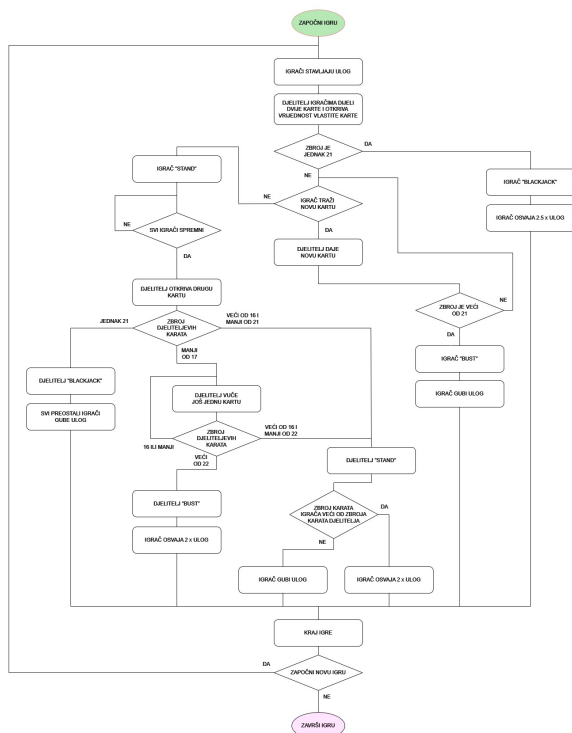 ZAPOČNI IGRU
IGRAČI STAVLJAJU ULOG
DJELITELJ IGRAČIMA DIJELI
DVIJE KARTE I OTKRIVA
VRIJEDNOST VLASTITE KARTE
ZBROJ JE
JEDNAK 21
DA
NE
IGRAČ "STAND"
IGRAČ "BLACKJACK"
NE
IGRAČ TRAŽI
NOVU KARTU
DA
IGRAČ OSVAJA 2.5 x ULOG
NE
SVI IGRAČI SPREMNI
DA
DJELITELJ DAJE
NOVU KARTU
DJELITELJ OTKRIVA DRUGU
KARTU
ZBROJ JE VEĆI
OD 21
NE
DA
JEDNAK 21
ZBROJ
DJELITELJEVIH
KARATA
VEĆI OD 16 I
MANJI OD 21
MANJI
OD 17
IGRAČ "BUST"
DJELITELJ "BLACKJACK"
DJELITELJ VUČE
JOŠ JEDNU KARTU
IGRAČ GUBI ULOG
SVI PREOSTALI IGRAČI
GUBE ULOG
ZBROJ
DJELITELJEVIH
KARATA
VEĆI OD 16 I
MANJI OD 22
16 ILI MANJI
VEĆI
OD 22
DJELITELJ "STAND"
DJELITELJ "BUST"
ZBROJ KARATA
IGRAČA VEĆI OD ZBROJA
KARATA DJELITELJA
DA
NE
IGRAČ OSVAJA 2 x ULOG
IGRAČ GUBI ULOG
IGRAČ OSVAJA 2 x ULOG
KRAJ IGRE
DA
ZAPOČNI NOVU IGRU
NE
ZAVRŠI IGRU